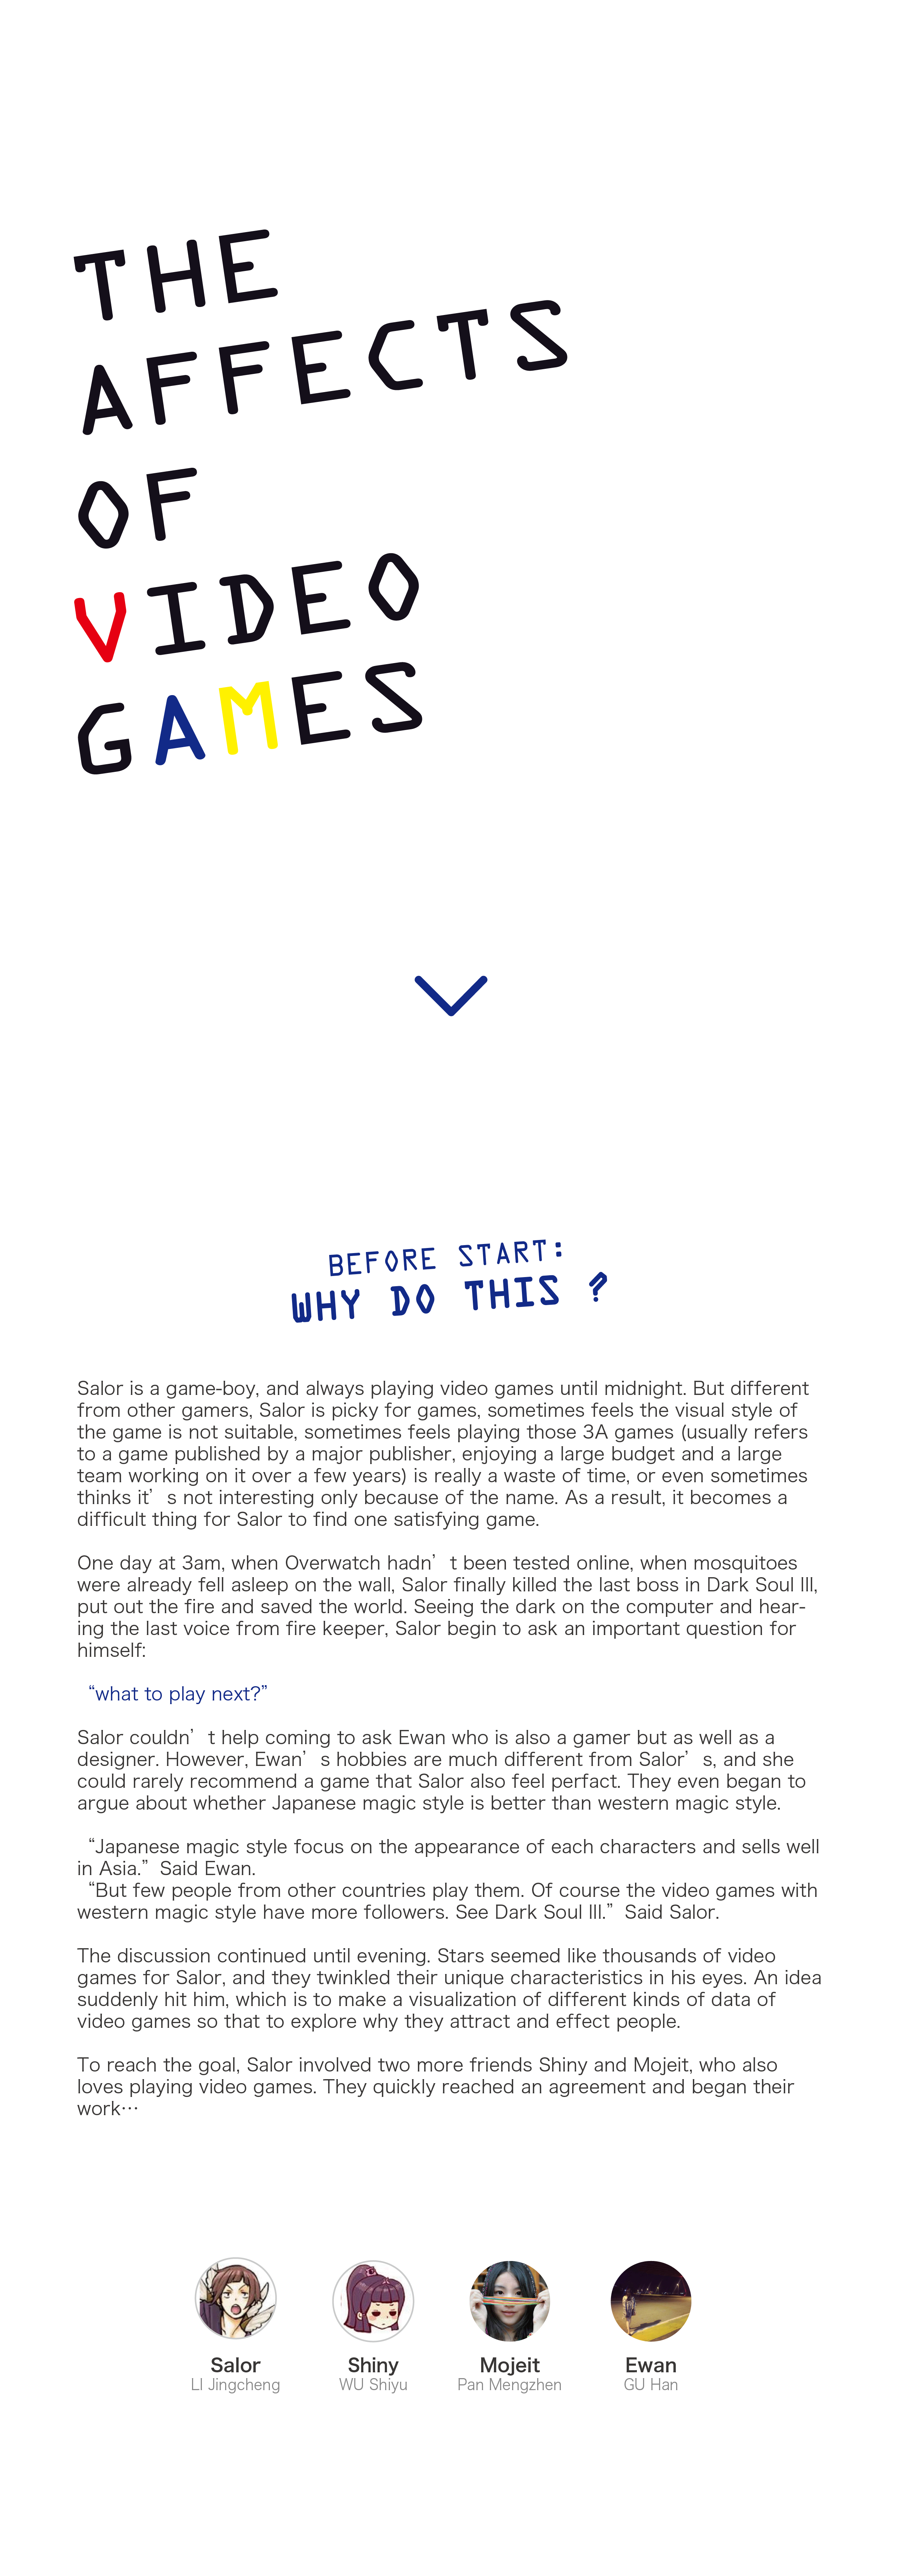 THE
AFFECTS
OF
VIDEO
GAMES
BEFORE START:
WHY DO THIS ?
Salor is a game-boy, and always playing video games until midnight. But different
from other gamers, Salor is picky for games, sometimes feels the visual style of
the game is not suitable, sometimes feels playing those 3A games (usually refers
to a game published by a major publisher, enjoying a large budget and a large
team working on it over a few years) is really a waste of time, or even sometimes
thinks it’s not interesting only because of the name. As a result, it becomes a
difficult thing for Salor to find one satisfying game.
One day at 3am, when Overwatch hadn’t been tested online, when mosquitoes
were already fell asleep on the wall, Salor finally killed the last boss in Dark Soul III,
put out the fire and saved the world. Seeing the dark on the computer and hear-
ing the last voice from fire keeper, Salor begin to ask an important question for
himself:
“what to play next?”
Salor couldn’t help coming to ask Ewan who is also a gamer but as well as a
designer. However, Ewan’s hobbies are much different from Salor’s, and she
could rarely recommend a game that Salor also feel perfact. They even began to
argue about whether Japanese magic style is better than western magic style.
“Japanese magic style focus on the appearance of each characters and sells well
in Asia.” Said Ewan.
“But few people from other countries play them. Of course the video games with
western magic style have more followers. See Dark Soul III.” Said Salor.
The discussion continued until evening. Stars seemed like thousands of video
games for Salor, and they twinkled their unique characteristics in his eyes. An idea
suddenly hit him, which is to make a visualization of different kinds of data of
video games so that to explore why they attract and effect people.
To reach the goal, Salor involved two more friends Shiny and Mojeit, who also
loves playing video games. They quickly reached an agreement and began their
work…
Salor Shiny Mojeit Ewan
LI Jingcheng WU Shiyu Pan Mengzhen GU Han